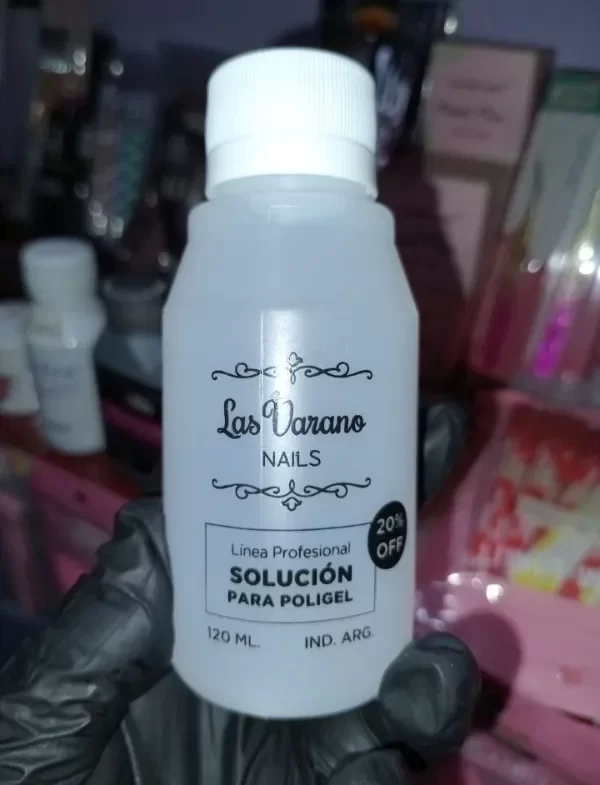 Las Varano
NAILS
20%
OFF
Línea Profesional
SOLUCIÓN
PARA POLIGEL
120 ML.
IND. ARG.